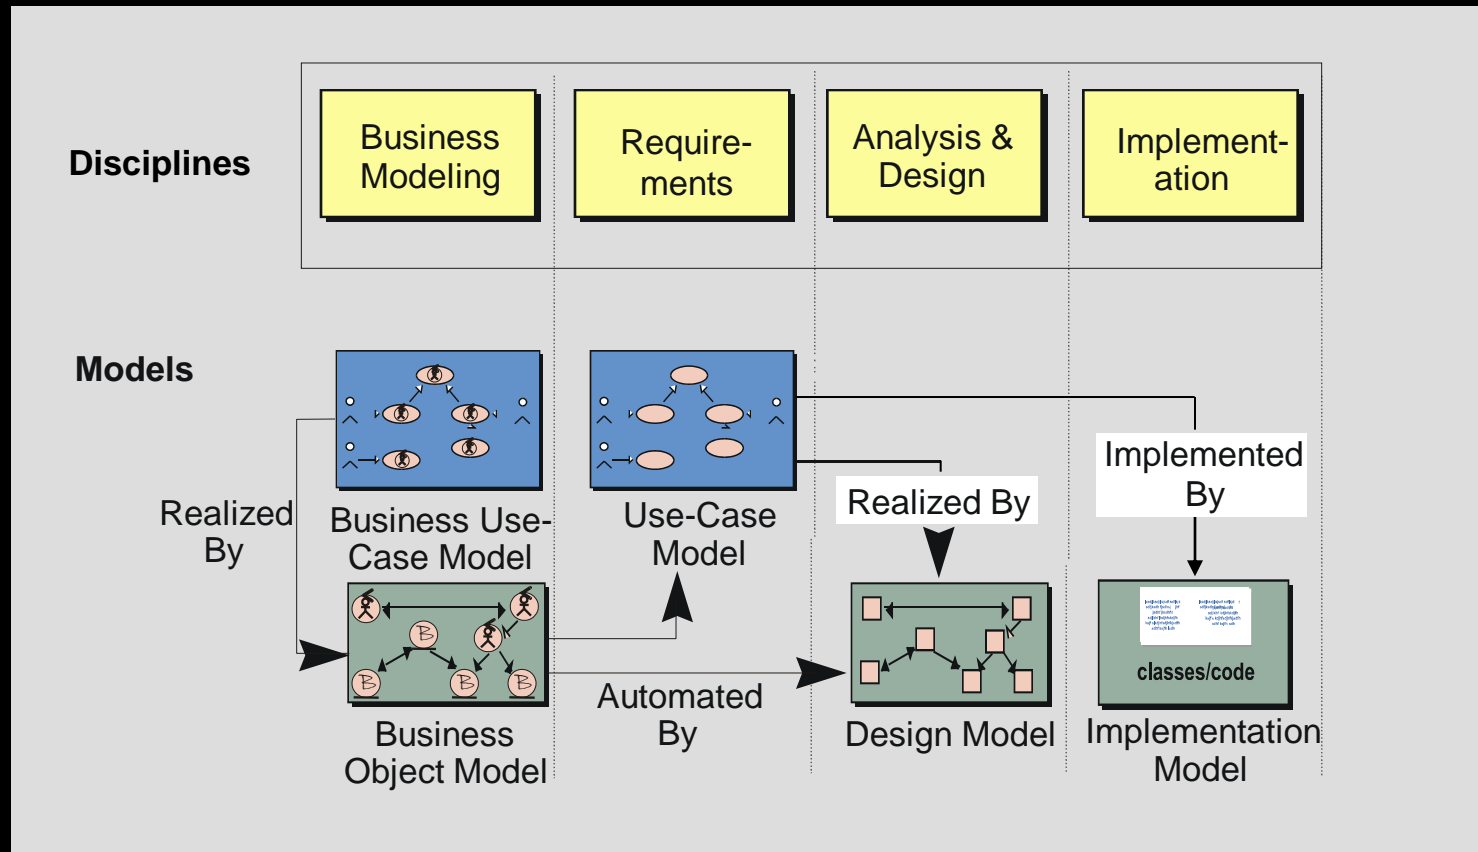 Disciplines
Business
Modeling
Require-
ments
Analysis &
Design
Implement-
ation
Models
Realized
By
Business Use-
Case Model
Use-Case
Model
Realized By
Implemented
By
B
B
B
B
Automated
By
classes/code
Business
Object Model
Design Model
Implementation
Model